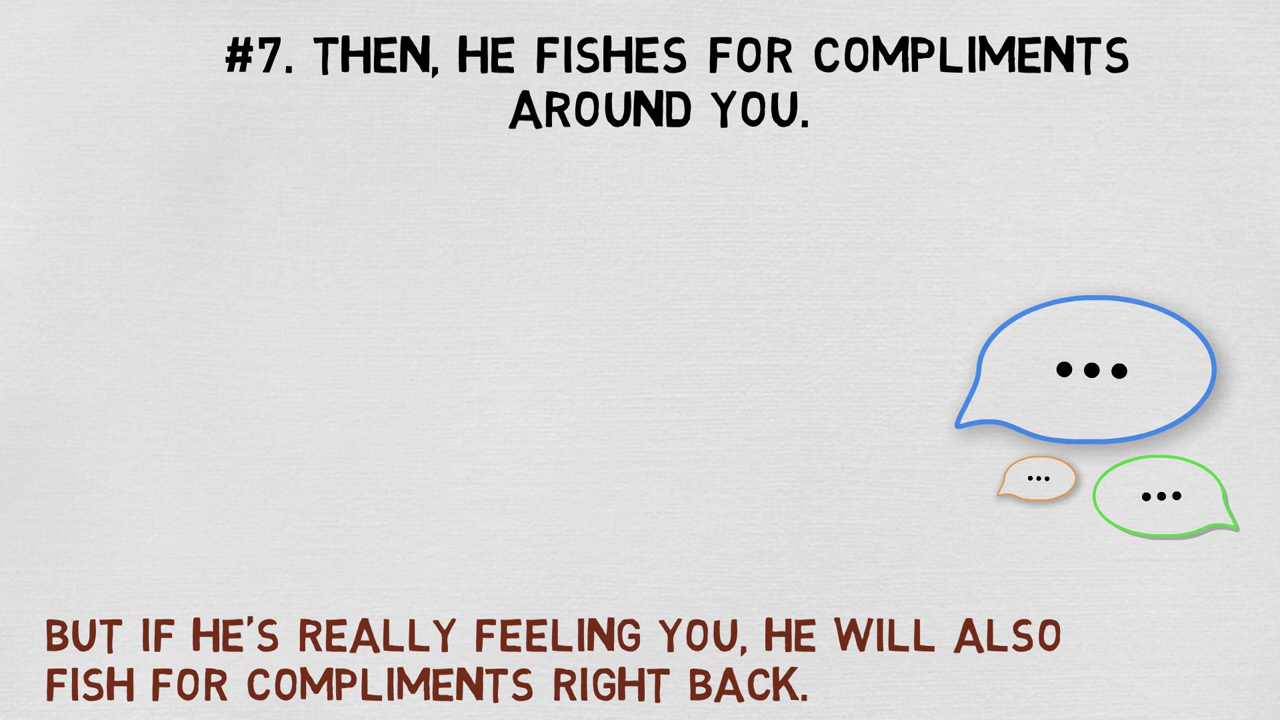 #7. THEN, HE FISHES FOR COMPLIMENTS
AROUND YOU.
BUT IF HE'S REALLY FEELING YOU, HE WILL ALSO
FISH FOR COMPLIMENTS RIGHT BACK.